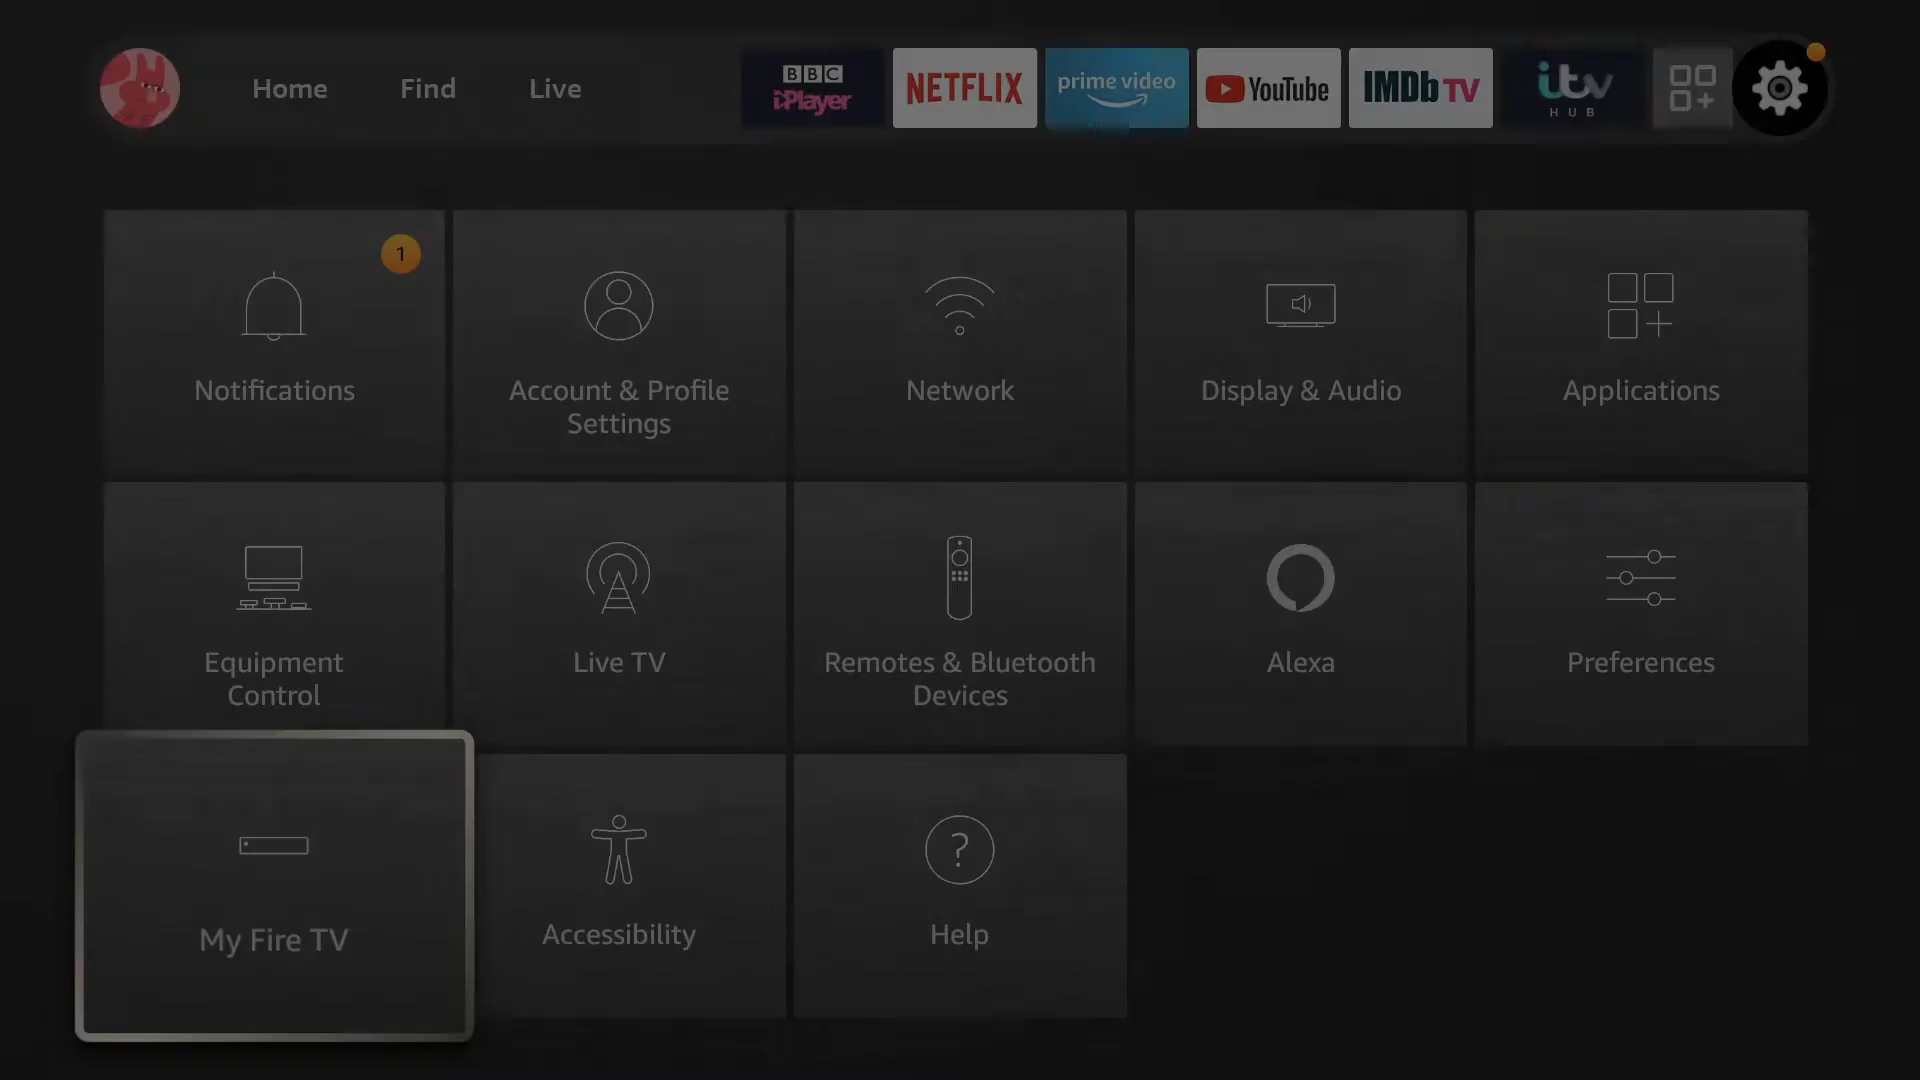 Home
Find
Live
BBC
iPlayer
NETFLIX
prime video
YouTube
IMDb TV
itv
HUB
1
Notifications
Account & Profile
Settings
Network
Display & Audio
Applications
Equipment
Control
Live TV
Remotes & Bluetooth
Devices
Alexa
Preferences
My Fire TV
Accessibility
?
Help